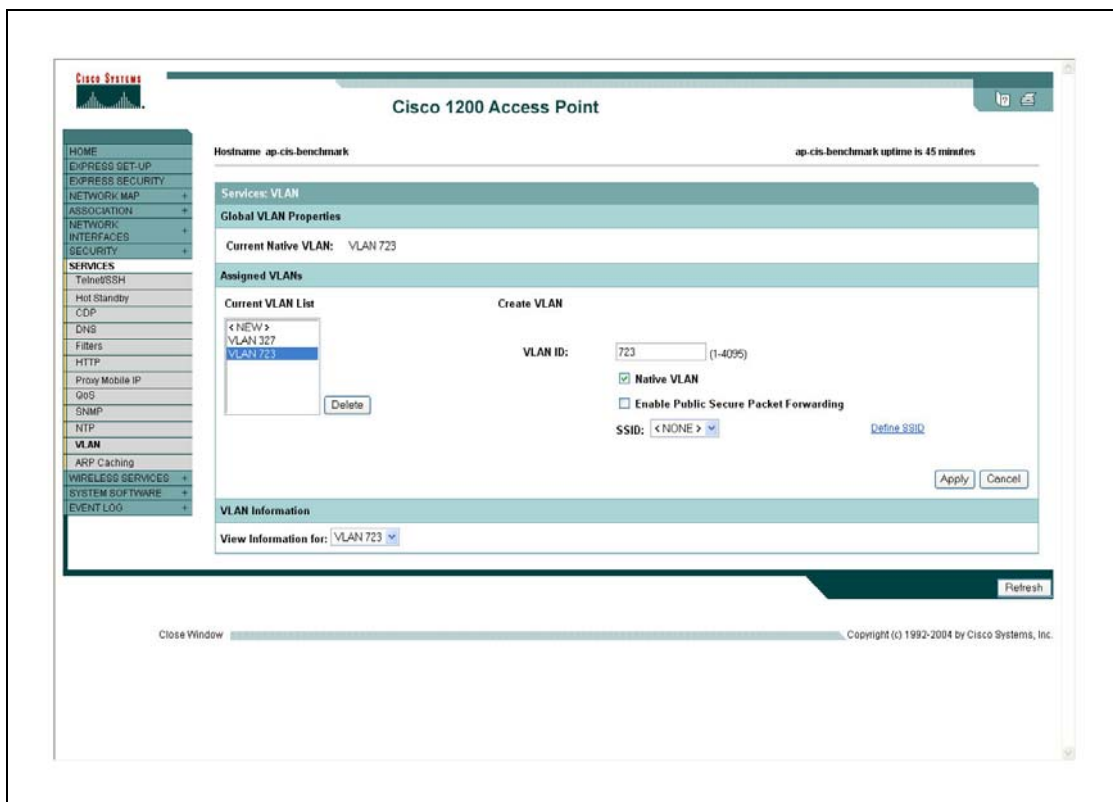 Cisco Systems
Cisco 1200 Access Point
Hostname ap-cis-benchmark
ap-cis-benchmark uptime is 45 minutes
HOME
EXPRESS SET-UP
EXPRESS SECURITY
NETWORK MAP +
ASSOCIATION +
NETWORK INTERFACES +
SECURITY +
SERVICES
Telnet/SSH
Hot Standby
CDP
DNS
Filters
HTTP
Proxy Mobile IP
QoS
SNMP
NTP
VLAN
ARP Caching
WIRELESS SERVICES +
SYSTEM SOFTWARE +
EVENT LOG +
Services: VLAN
Global VLAN Properties
Current Native VLAN: VLAN 723
Assigned VLANs
Current VLAN List
< NEW >
VLAN 327
VLAN 723
Delete
Create VLAN
VLAN ID: 723 (1-4095)
Native VLAN
Enable Public Secure Packet Forwarding
SSID: < NONE > Define SSID
Apply Cancel
VLAN Information
View Information for: VLAN 723
Refresh
Close Window
Copyright (c) 1992-2004 by Cisco Systems, Inc.